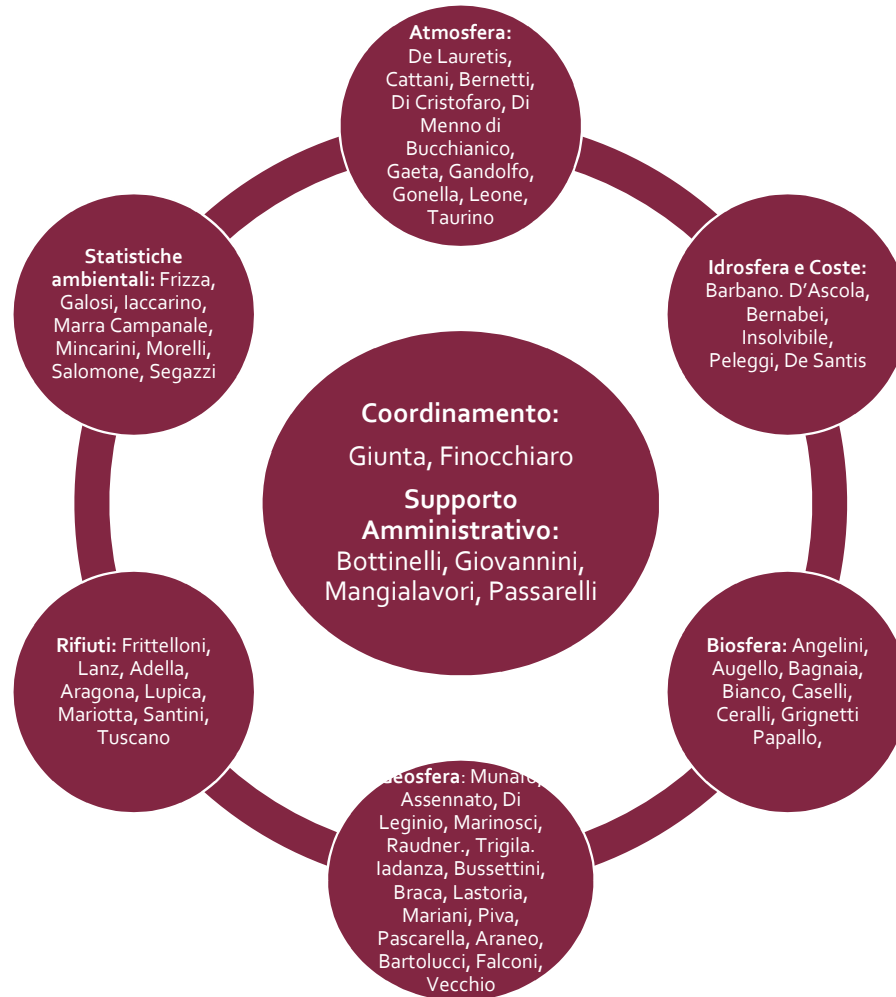 Atmosfera:
De Lauretis,
Cattani, Bernetti,
Di Cristofaro, Di
Menno di
Bucchianico,
Gaeta, Gandolfo,
Gonella, Leone,
Taurino
Statistiche
ambientali: Frizza,
Galosi, Iaccarino,
Marra Campanale,
Mincarini, Morelli,
Salomone, Segazzi
Idrosfera e Coste:
Barbano. D’Ascola,
Bernabei,
Insolvibile,
Peleggi, De Santis
Coordinamento:
Giunta, Finocchiaro
Supporto
Amministrativo:
Bottinelli, Giovannini,
Mangialavori, Passarelli
Rifiuti: Frittelloni,
Lanz, Adella,
Aragona, Lupica,
Mariotta, Santini,
Tuscano
Biosfera: Angelini,
Augello, Bagnaia,
Bianco, Caselli,
Ceralli, Grignetti
Papallo,
Geosfera: Munafò,
Assennato, Di
Leginio, Marinosci,
Raudner., Trigila.
Iadanza, Bussettini,
Braca, Lastoria,
Mariani, Piva,
Pascarella, Araneo,
Bartolucci, Falconi,
Vecchio